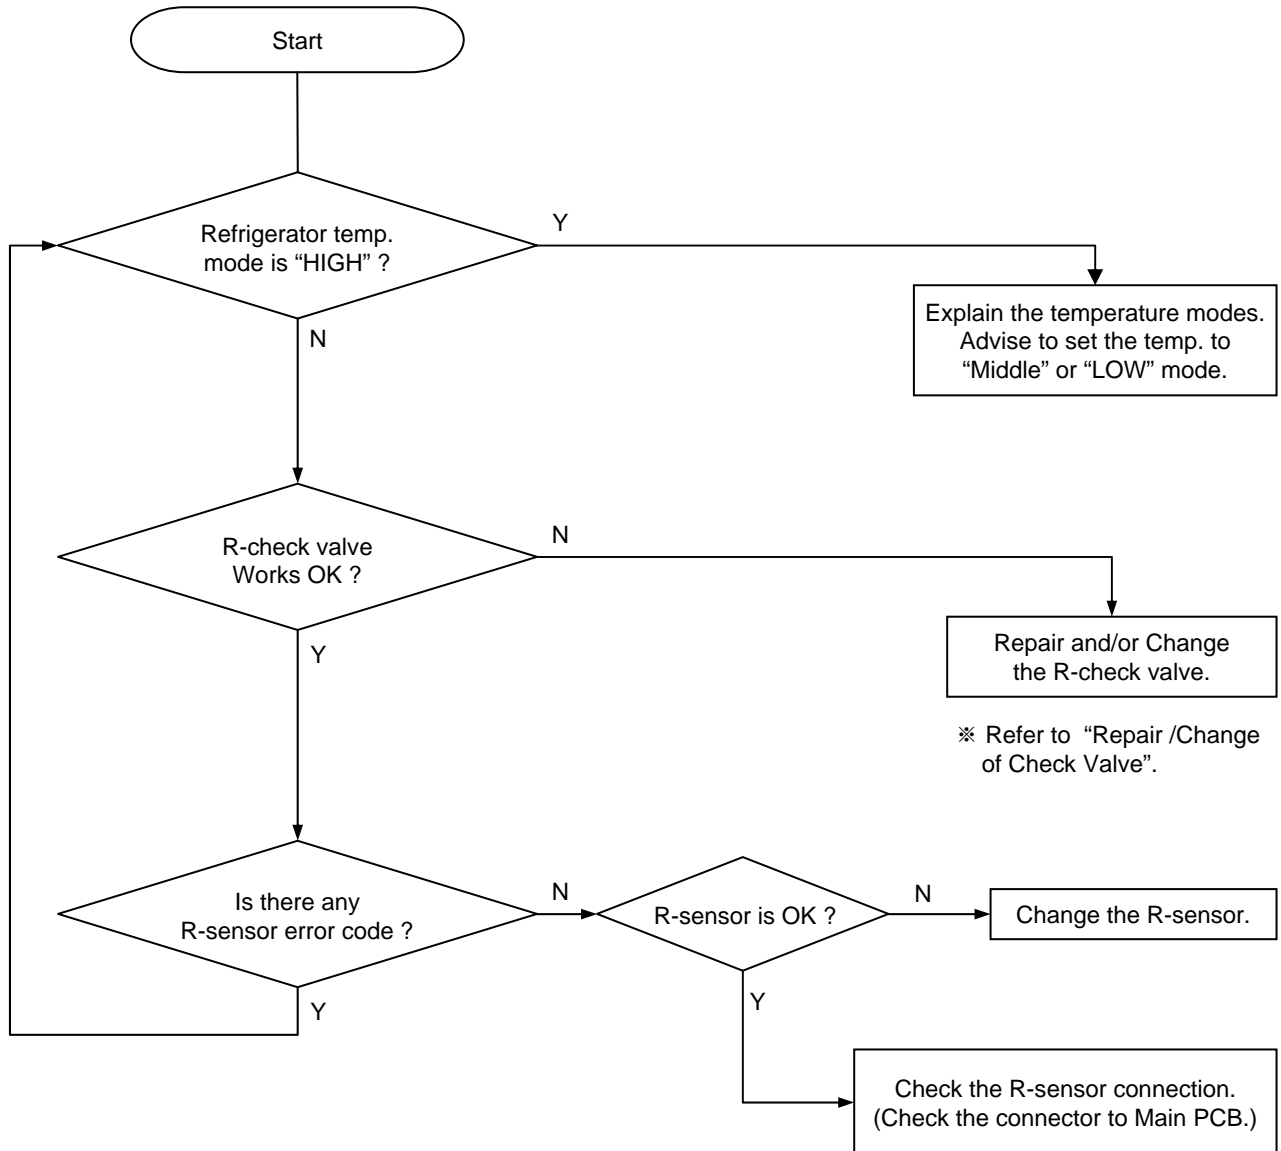 Start
Refrigerator temp.
mode is “HIGH” ?
Y
Explain the temperature modes.
Advise to set the temp. to
“Middle” or “LOW” mode.
N
R-check valve
Works OK ?
N
Repair and/or Change
the R-check valve.
※ Refer to “Repair /Change
of Check Valve”.
Y
Is there any
R-sensor error code ?
N
R-sensor is OK ?
N
Change the R-sensor.
Y
Y
Check the R-sensor connection.
(Check the connector to Main PCB.)